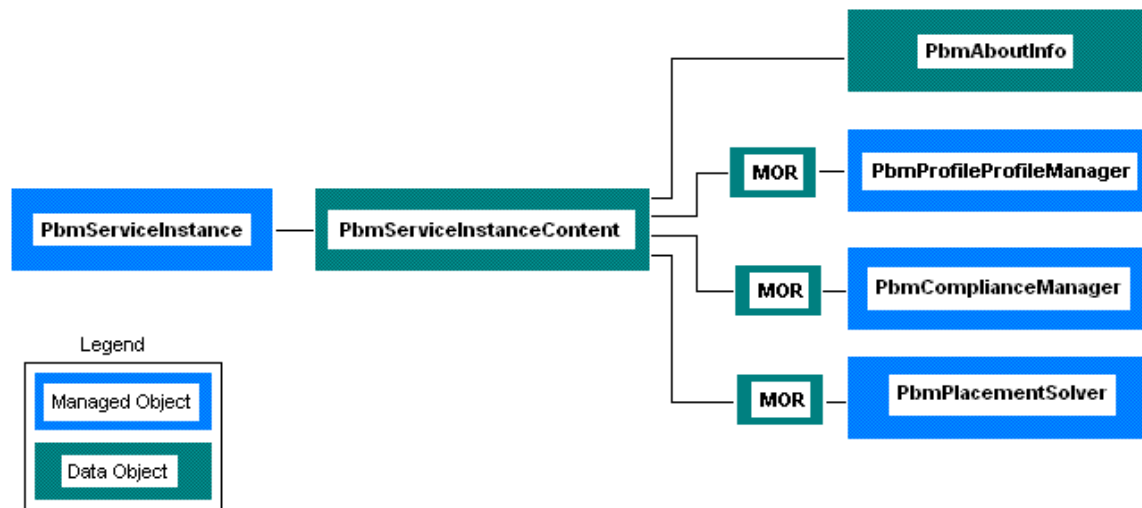 PbmAboutInfo
MOR
PbmProfileProfileManager
PbmServiceInstance
PbmServiceInstanceContent
MOR
PbmComplianceManager
Legend
Managed Object
MOR
PbmPlacementSolver
Data Object